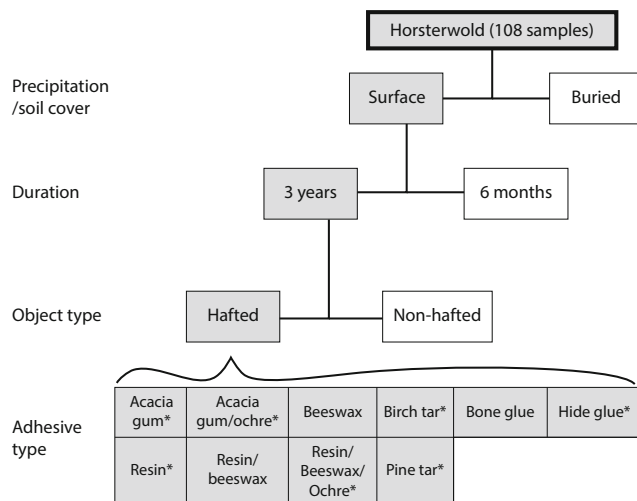 Horsterwold (108 samples)
Precipitation
/soil cover
Surface
Buried
Duration
3 years
6 months
Object type
Hafted
Non-hafted
Adhesive
type
Acacia
gum*
Acacia
gum/ochre*
Beeswax
Birch tar*
Bone glue
Hide glue*
Resin*
Resin/
beeswax
Resin/
Beeswax/
Ochre*
Pine tar*